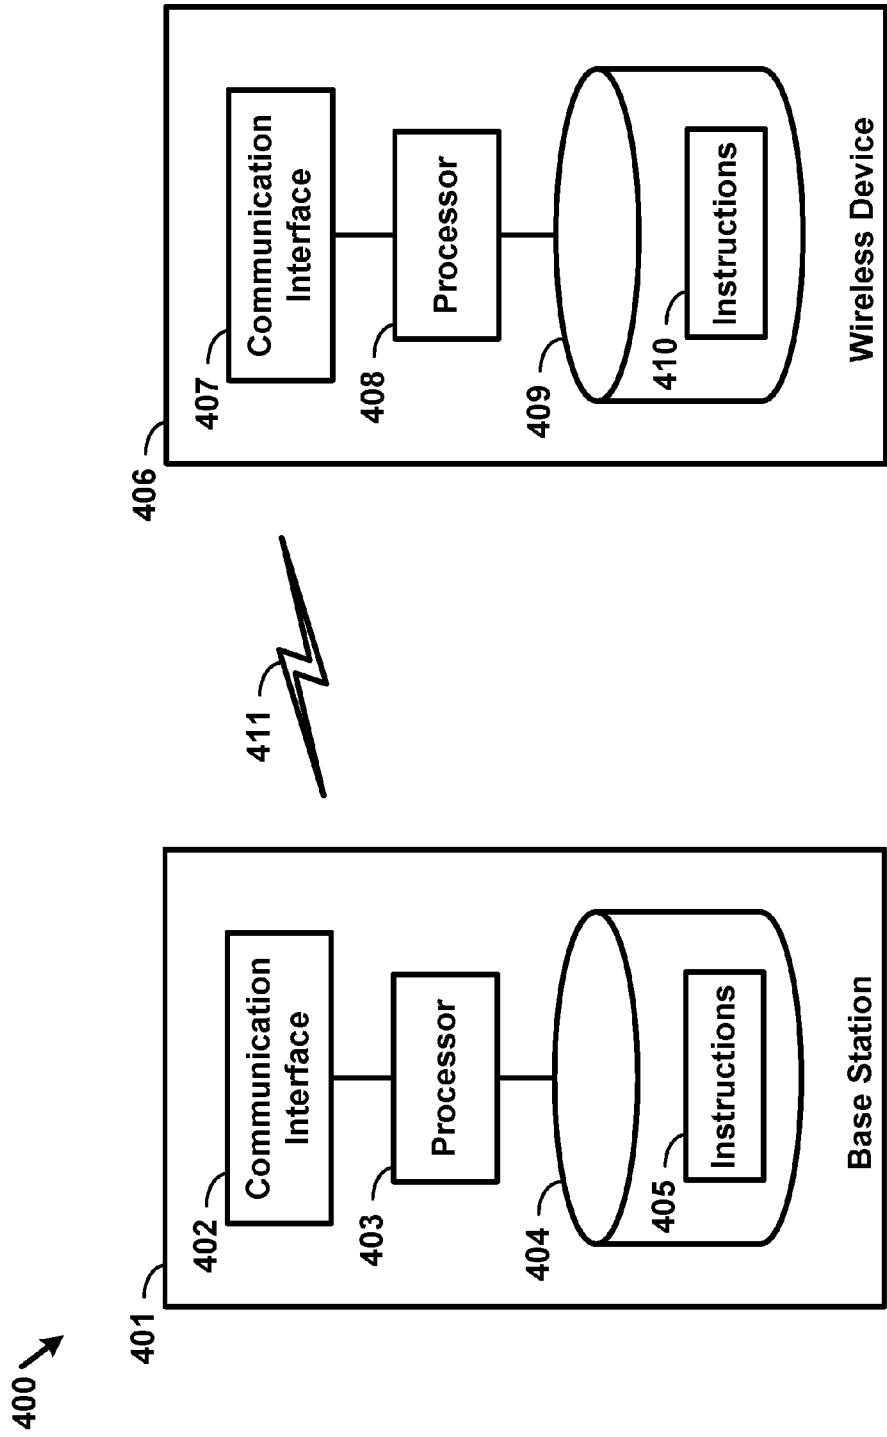 400
401
402
Communication
Interface
403
Processor
404
405
Instructions
Base Station
411
406
407
Communication
Interface
408
Processor
409
410
Instructions
Wireless Device